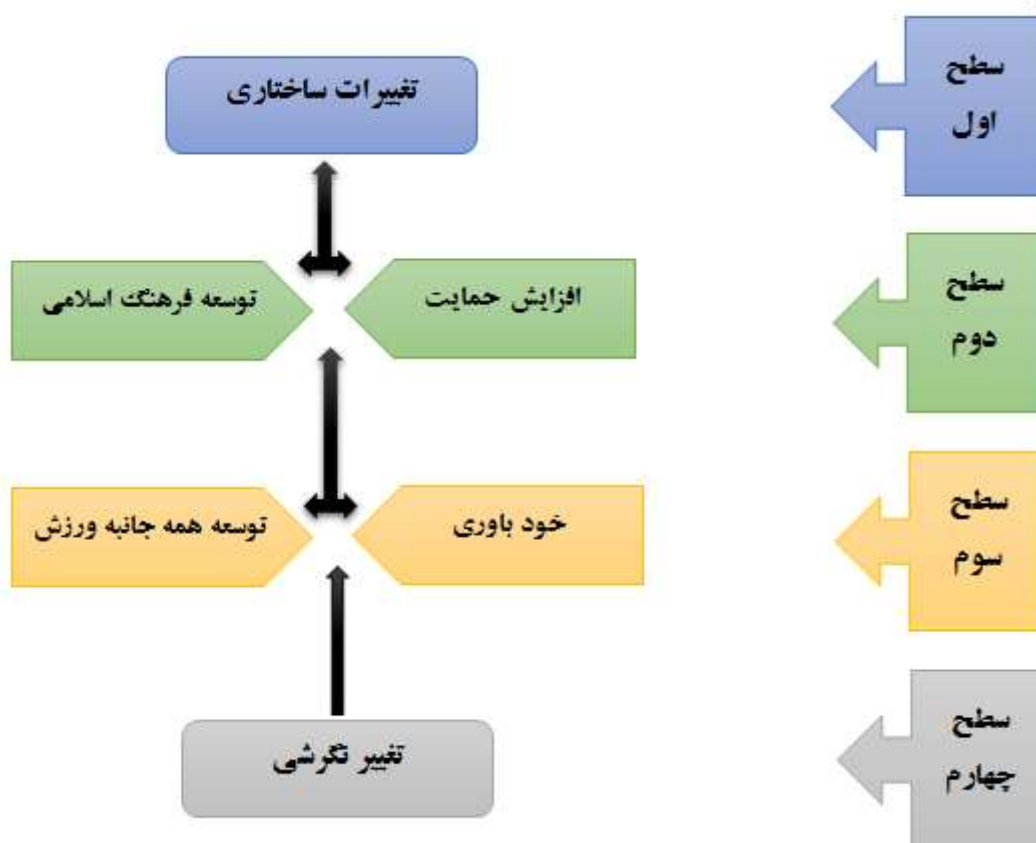 سطح
اول
تغییرات ساختاری
سطح
دوم
افزایش حمایت
توسعه فرهنگ اسلامی
سطح
سوم
خود باوری
توسعه همه جانبه ورزش
سطح
چهارم
تغییر نگرشی